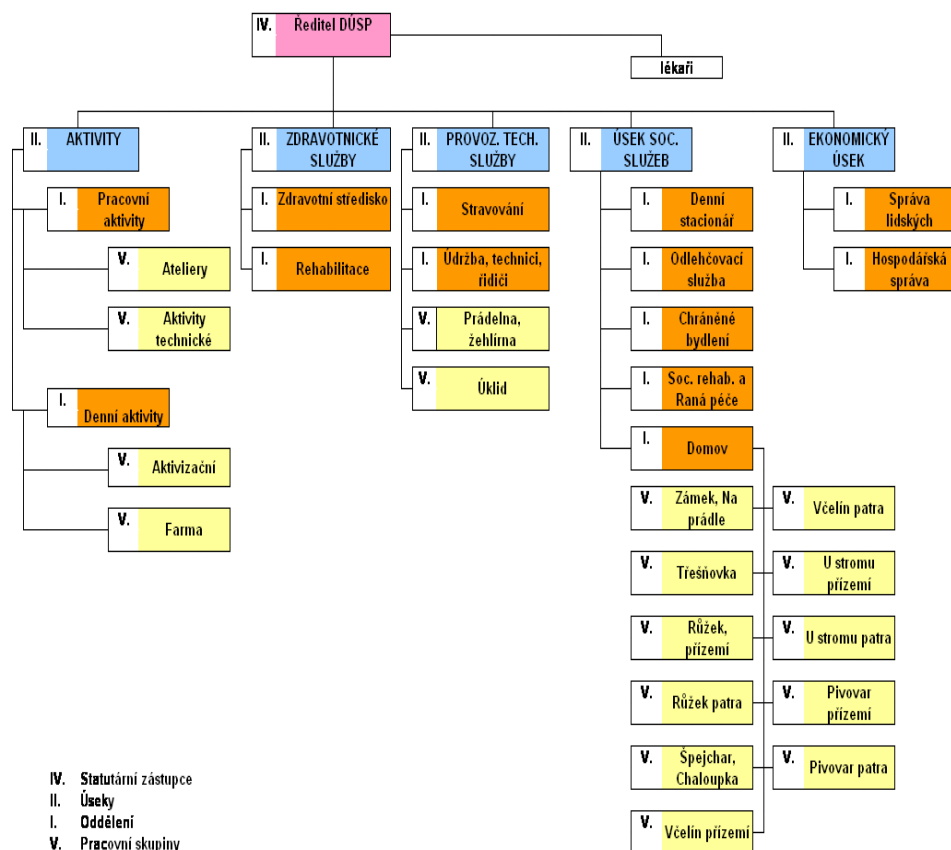 IV. Ředitel DÚSP
lékaři
II. AKTIVITY
I. Pracovní
aktivity
V. Ateliery
V. Aktivity
technické
I. Denní aktivity
V. Aktivizační
V. Farma
II. ZDRAVOTNICKÉ
SLUŽBY
I. Zdravotní středisko
I. Rehabilitace
II. PROVOZ. TECH.
SLUŽBY
I. Stravování
I. Údržba, technici,
řidiči
V. Prádelna,
žehlírna
V. Úklid
II. ÚSEK SOC.
SLUŽEB
I. Denní
stacionář
I. Odlehčovací
služba
I. Chráněné
bydlení
I. Soc. rehab. a
Raná péče
I. Domov
V. Zámek, Na
prádle
V. Třešňovka
V. Růžek,
přízemí
V. Růžek patra
V. Špejchar,
Chaloupka
V. Včelín přízemí
V. Včelín patra
V. U stromu
přízemí
V. U stromu patra
V. Pivovar
přízemí
V. Pivovar patra
II. EKONOMICKÝ
ÚSEK
I. Správa
lidských
I. Hospodářská
správa
IV. Statutární zástupce
II. Úseky
I. Oddělení
V. Pracovní skupiny